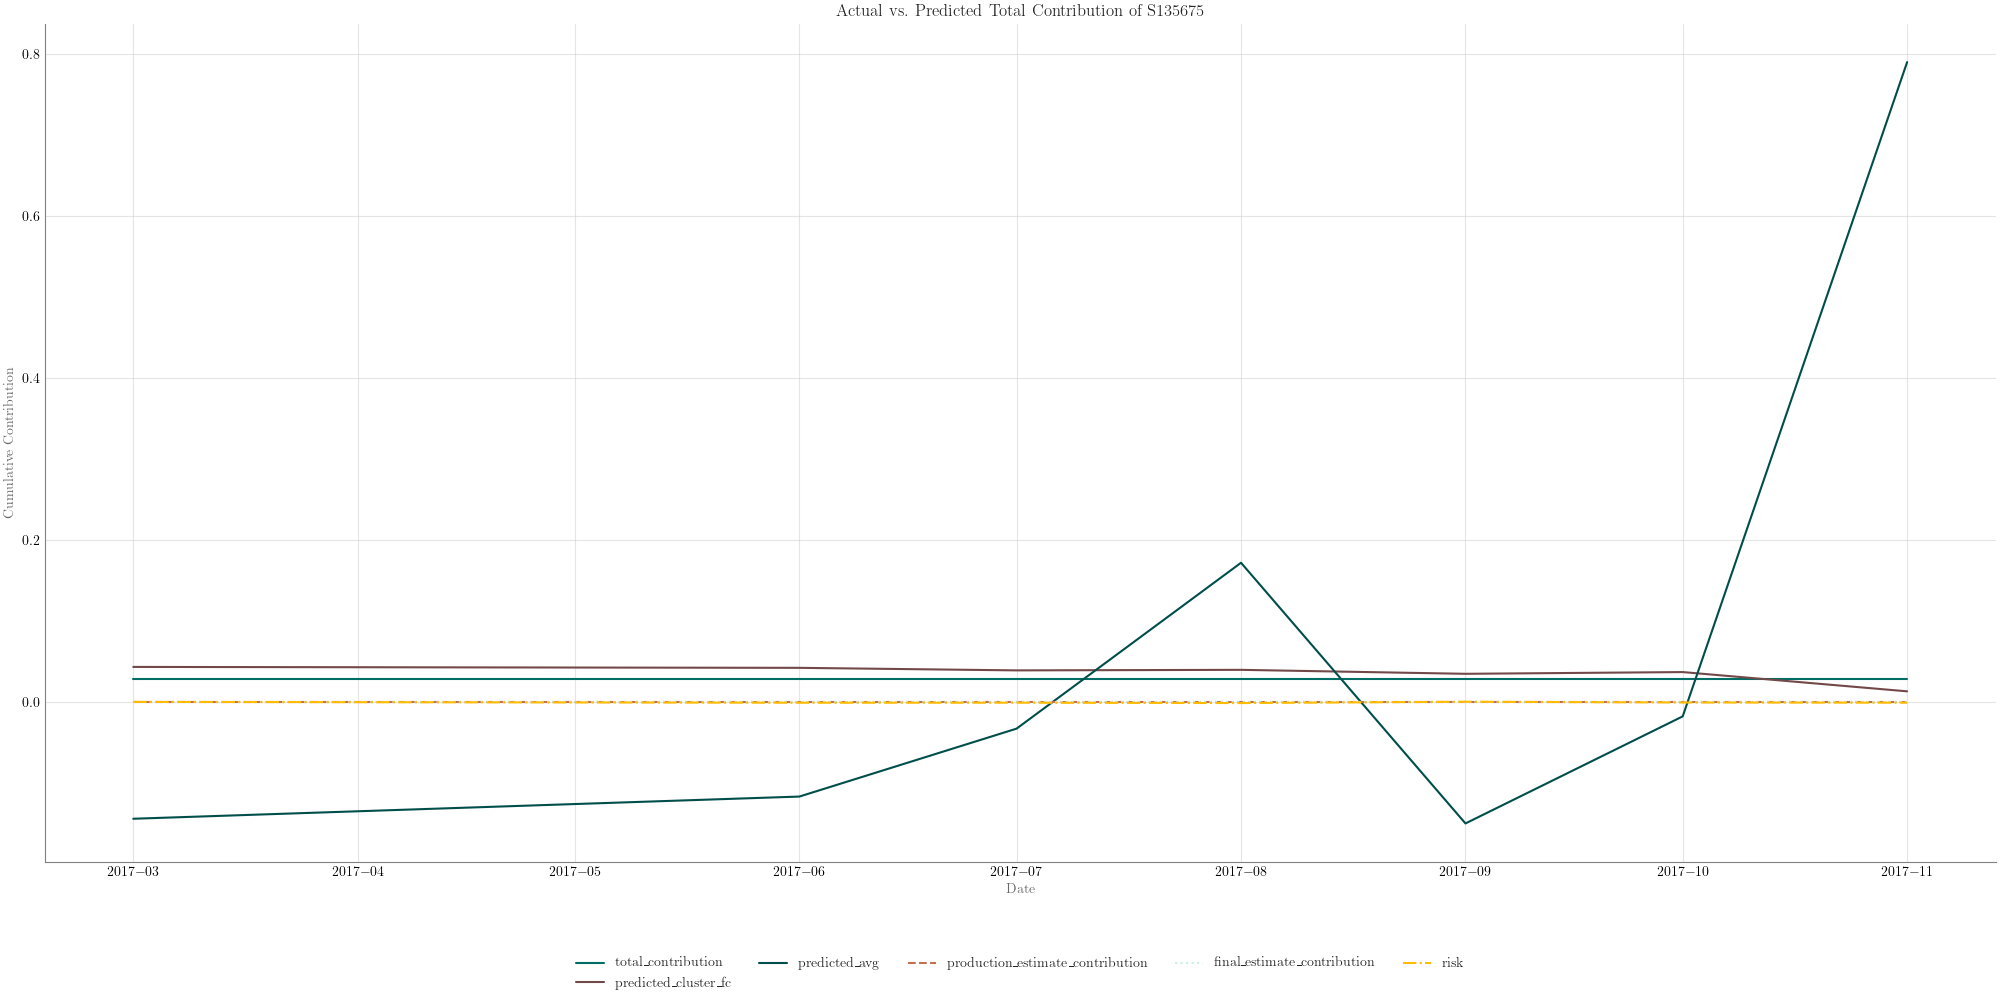 Actual vs. Predicted Total Contribution of S135675
Cumulative Contribution
0.8
0.6
0.4
0.2
0.0
2017−03 2017−04 2017−05 2017−06 2017−07 2017−08 2017−09 2017−10 2017−11
Date
total_contribution predicted_avg production_estimate_contribution final_estimate_contribution risk
predicted_cluster_fc